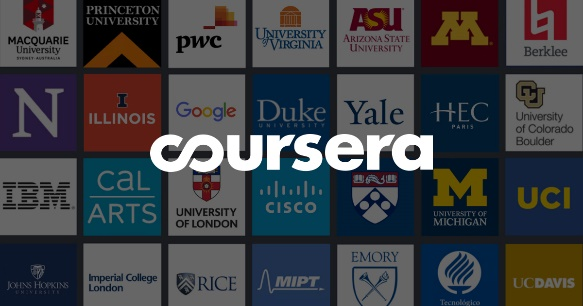 MACQUARIE
University
SYDNEY·AUSTRALIA
PRINCETON
UNIVERSITY
pwc
UNIVERSITY
of VIRGINIA
ASU
ARIZONA STATE
UNIVERSITY
M
Berklee
N
I
ILLINOIS
Google
Duke
UNIVERSITY
Yale
HEC
PARIS
CU
University
of Colorado
Boulder
coursera
IBM
CAL
ARTS
UNIVERSITY
OF LONDON
CISCO
M
UNIVERSITY OF
MICHIGAN
UCI
JOHNS HOPKINS
UNIVERSITY
Imperial College
London
RICE
MIPT
EMORY
Tecnológico
UCDAVIS